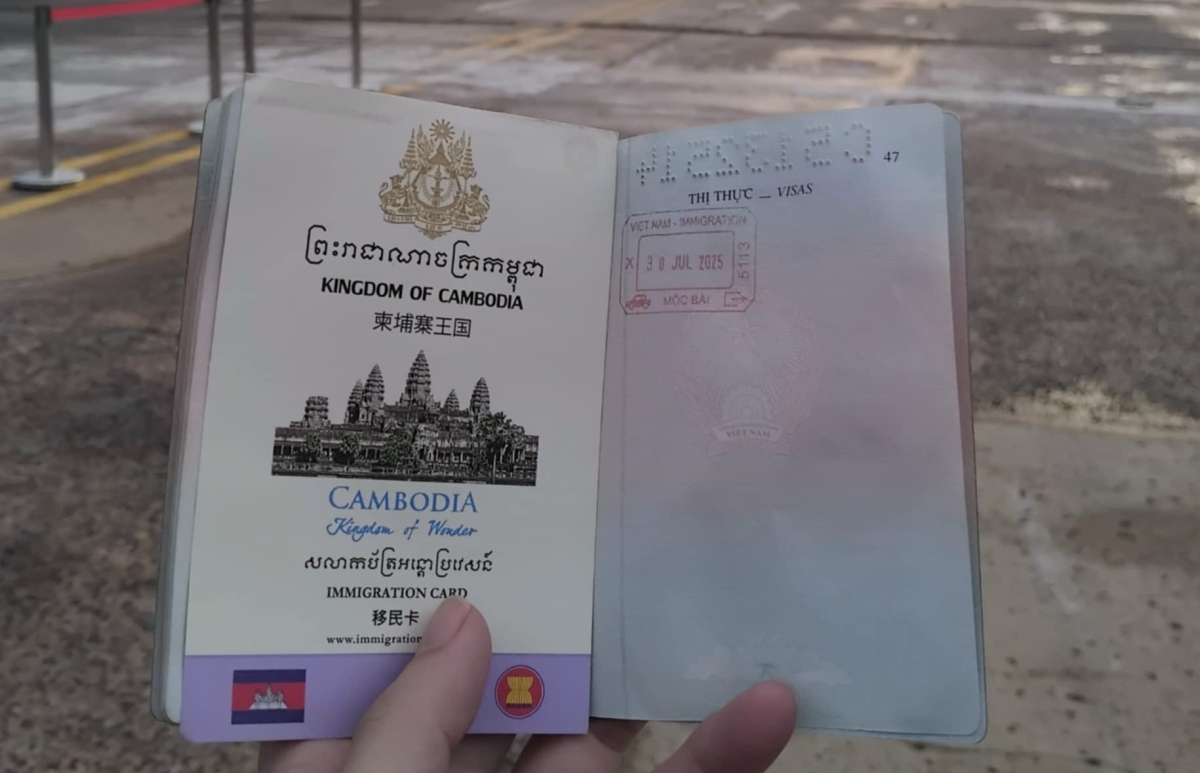 ព្រះរាជាណាចក្រកម្ពុជា
KINGDOM OF CAMBODIA
柬埔寨王国
CAMBODIA
Kingdom of Wonder
សលាកប័ត្រអន្តោប្រវេសន៍
IMMIGRATION CARD
移民卡
www.immigration
47
THỊ THỰC _ VISAS
VIET NAM - IMMIGRATION
X 30 JUL 2025
5113
MỘC BÀI
VIỆT NAM